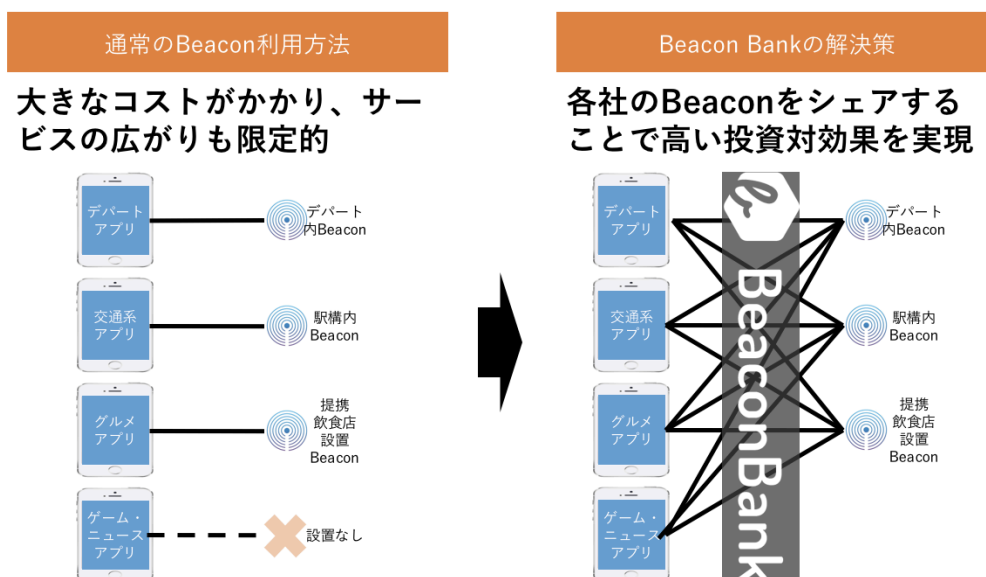 通常のBeacon利用方法
大きなコストがかかり、サー
ビスの広がりも限定的
デパート
アプリ
デパート
内Beacon
交通系
アプリ
駅構内
Beacon
グルメ
アプリ
提携
飲食店
設置
Beacon
ゲーム・
ニュース
アプリ
設置なし
Beacon Bankの解決策
各社のBeaconをシェアする
ことで高い投資対効果を実現
デパート
アプリ
交通系
アプリ
グルメ
アプリ
ゲーム・
ニュース
アプリ
BeaconBank
デパート
内Beacon
駅構内
Beacon
提携
飲食店
設置
Beacon